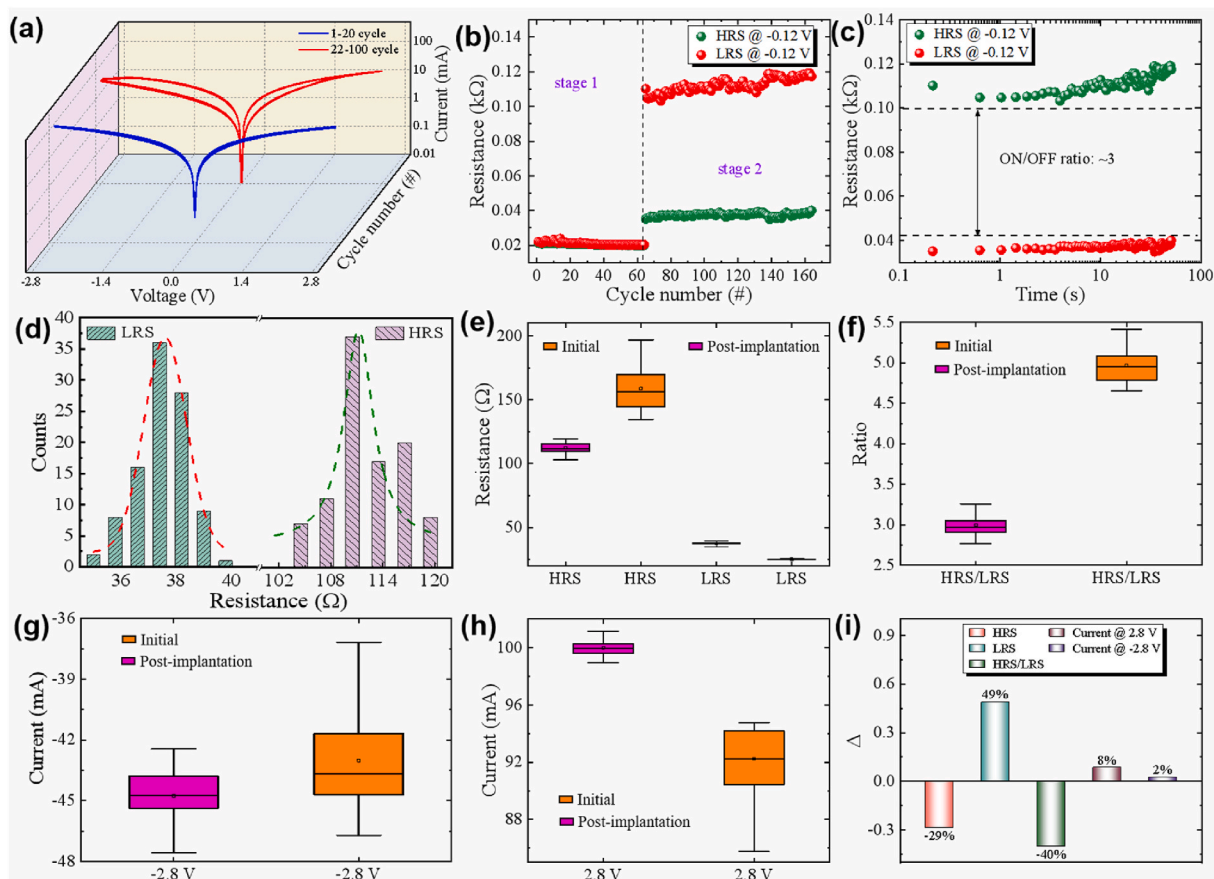 (a)
1-20 cycle
22-100 cycle
100
10
1
0.1
0.01
Current (mA)
Cycle number (#)
-2.8
-1.4
0.0
1.4
2.8
Voltage (V)
(b)
HRS @ -0.12 V
LRS @ -0.12 V
stage 1
stage 2
0.14
0.12
0.10
0.08
0.06
0.04
0.02
Resistance (kΩ)
0 20 40 60 80 100 120 140 160
Cycle number (#)
(c)
HRS @ -0.12 V
LRS @ -0.12 V
ON/OFF ratio: ~3
0.14
0.12
0.10
0.08
0.06
0.04
Resistance (kΩ)
0.1 1 10 100
Time (s)
(d)
LRS
HRS
40
35
30
25
20
15
10
5
0
Counts
36 38 40 102 108 114 120
Resistance (Ω)
(e)
Initial
Post-implantation
200
150
100
50
Resistance (Ω)
HRS HRS LRS LRS
(f)
Initial
Post-implantation
5.5
5.0
4.5
4.0
3.5
3.0
2.5
Ratio
HRS/LRS HRS/LRS
(g)
Initial
Post-implantation
-36
-39
-42
-45
-48
Current (mA)
-2.8 V -2.8 V
(h)
100
96
92
88
Current (mA)
Initial
Post-implantation
2.8 V 2.8 V
(i)
HRS
LRS
HRS/LRS
Current @ 2.8 V
Current @ -2.8 V
0.9
0.6
0.3
0.0
-0.3
Δ
49%
8%
2%
-29%
-40%